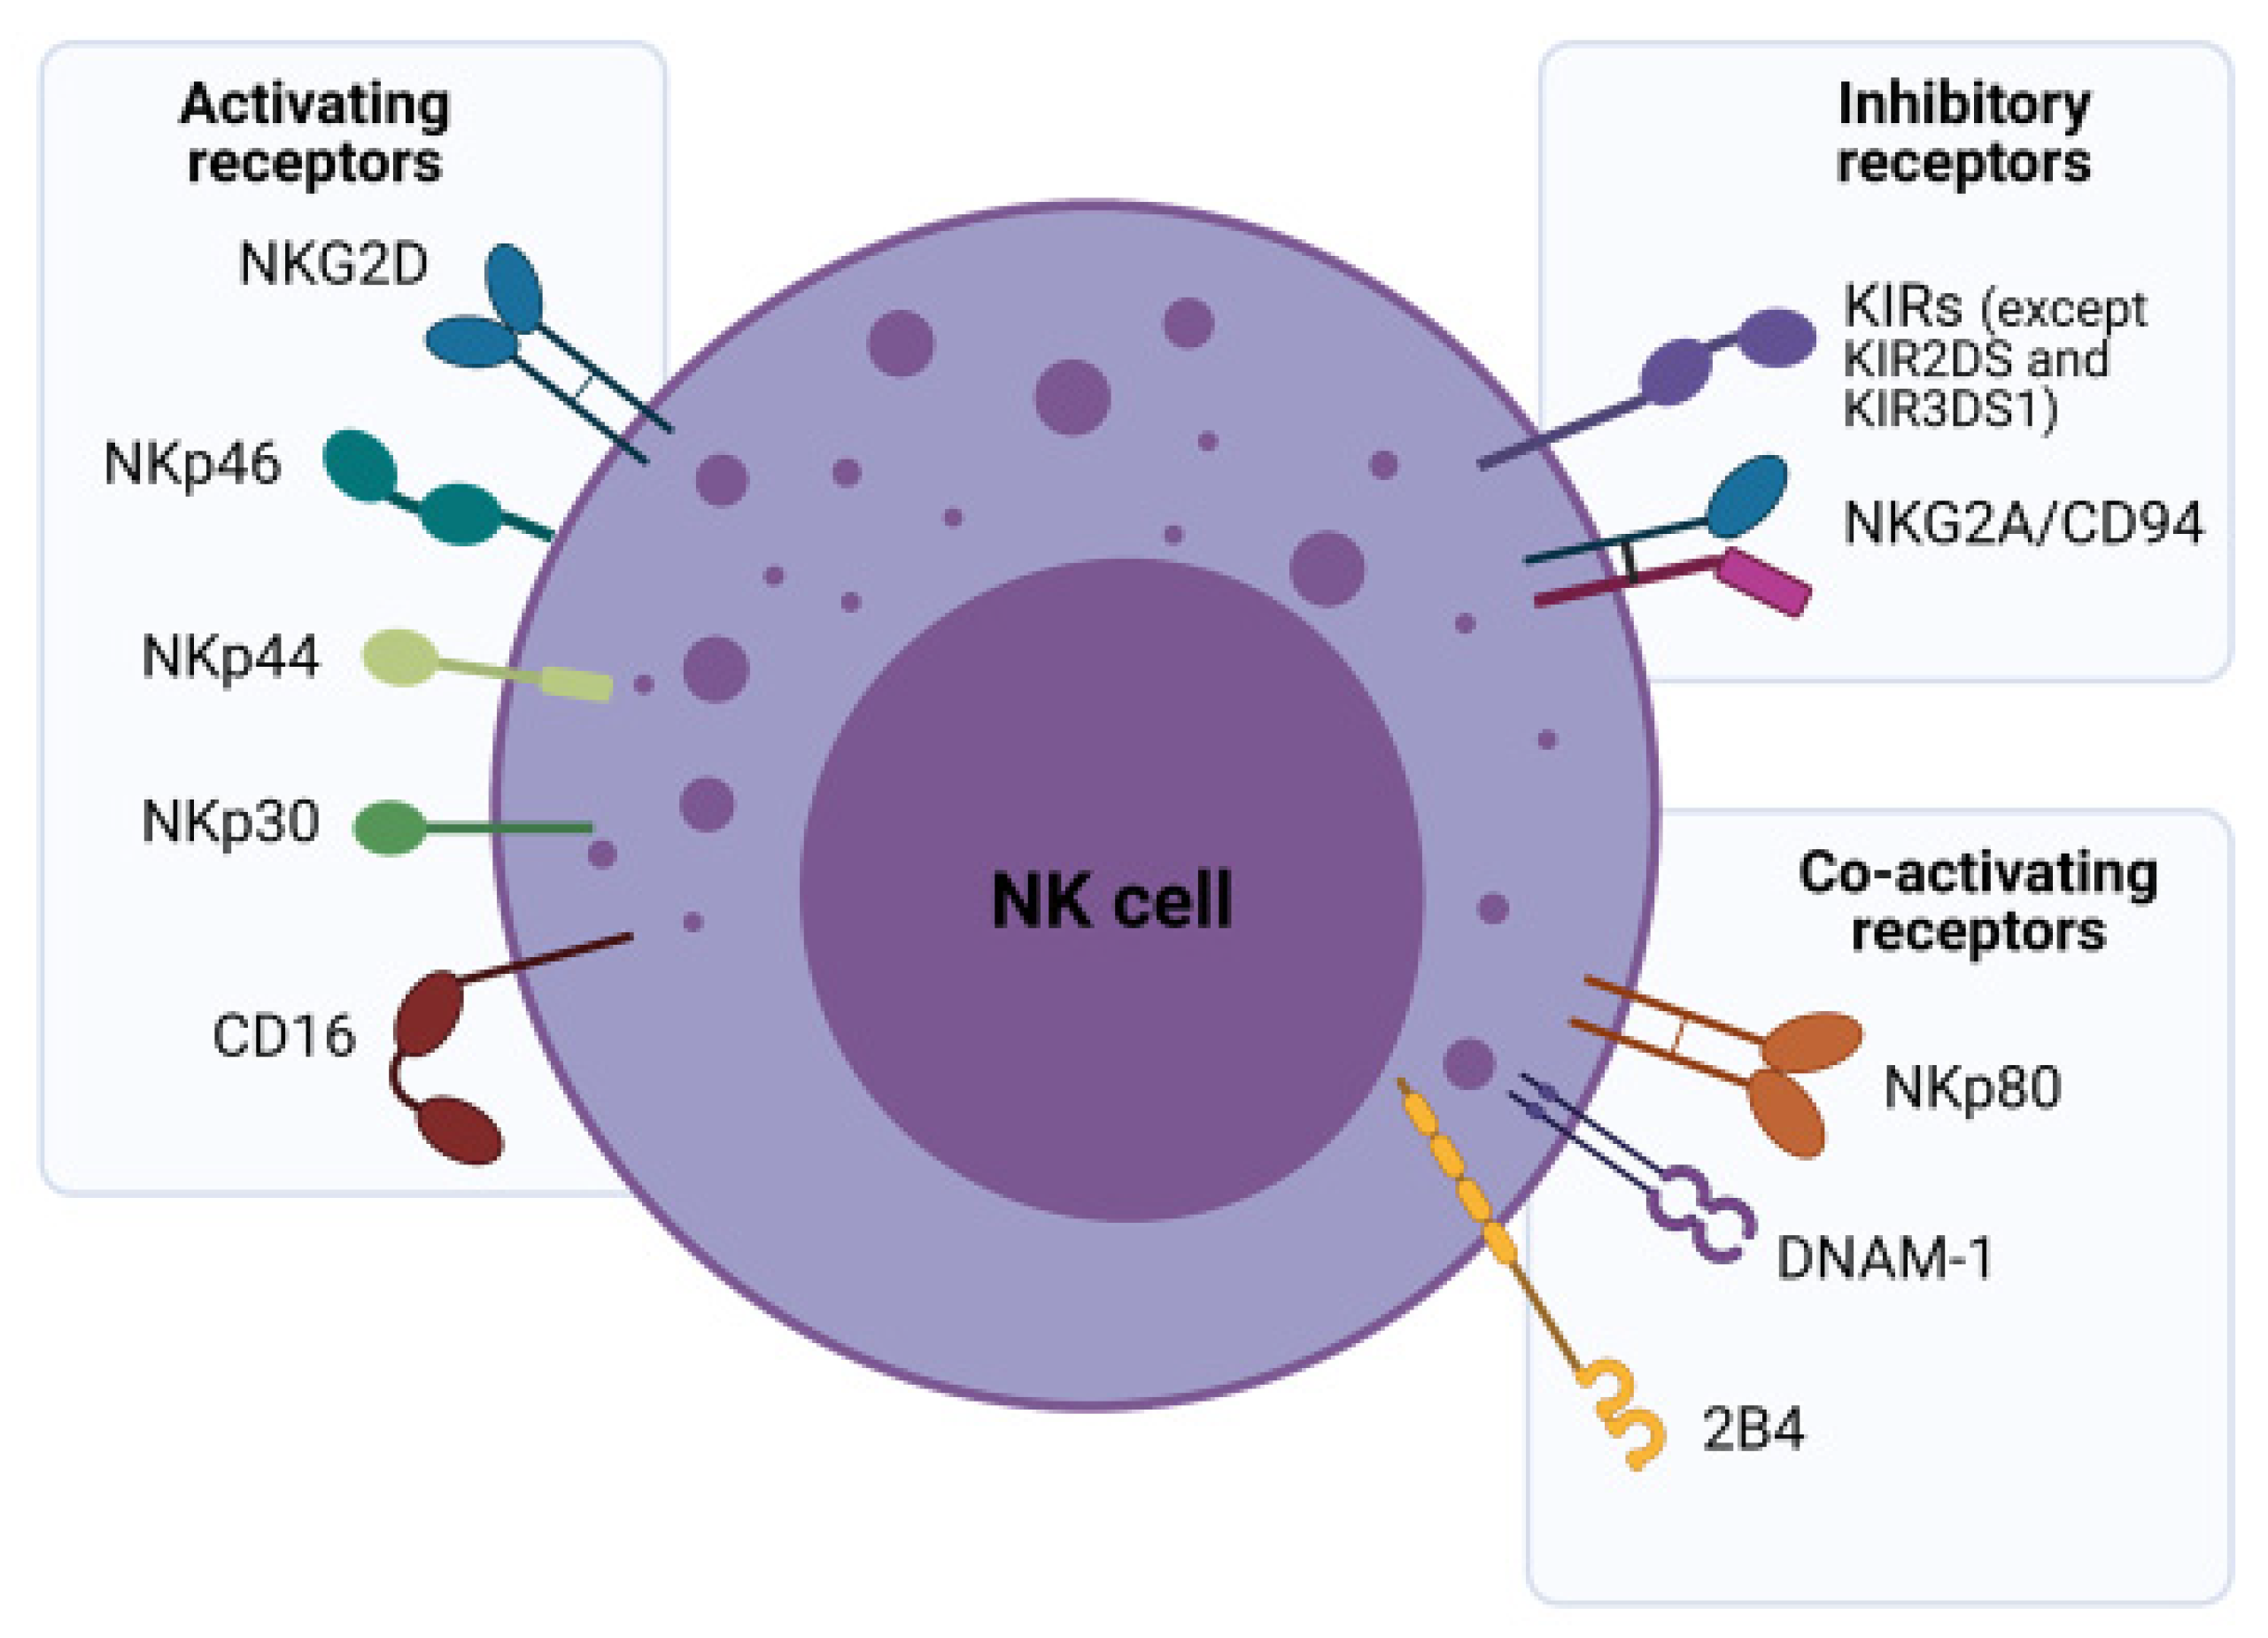 Activating
receptors
NKG2D
NKp46
NKp44
NKp30
CD16
NK cell
Inhibitory
receptors
KIRs (except
KIR2DS and
KIR3DS1)
NKG2A/CD94
Co-activating
receptors
NKp80
DNAM-1
2B4